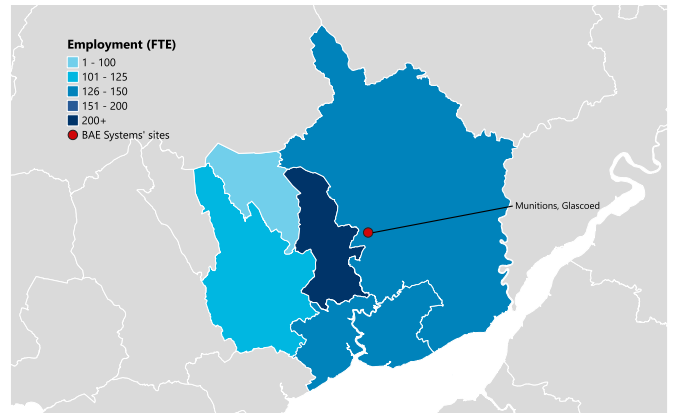 Employment (FTE)
1 - 100
101 - 125
126 - 150
151 - 200
200+
BAE Systems' sites
Munitions, Glascoed